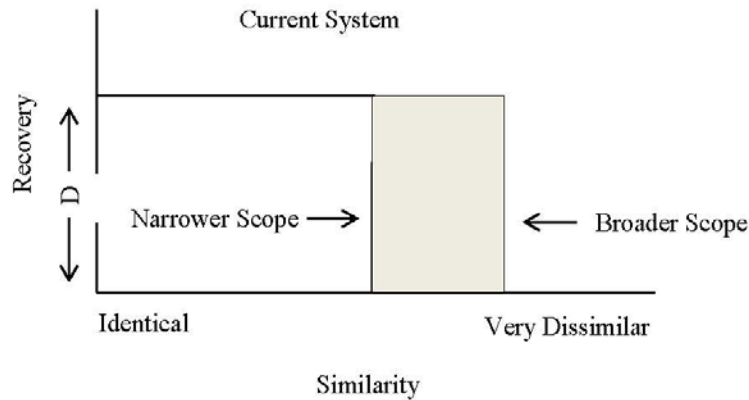 Current System
Recovery
D
Narrower Scope
Broader Scope
Identical
Very Dissimilar
Similarity